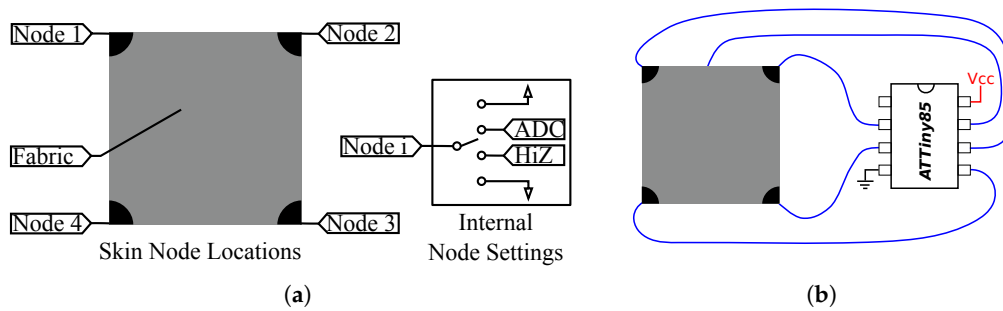 Node 1
Node 2
Fabric
Node 4
Node 3
Skin Node Locations
Node i
ADC
HiZ
Internal
Node Settings
(a)
Vcc
ATTiny85
(b)